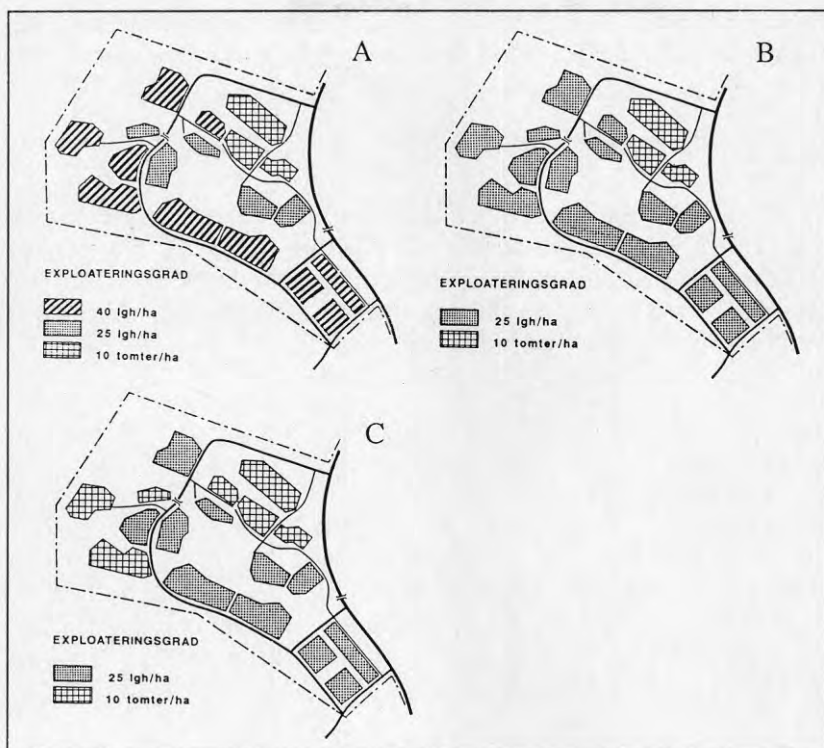 A
EXPLOATERINGSGRAD
40 lgh/ha
25 lgh/ha
10 tomter/ha
B
EXPLOATERINGSGRAD
25 lgh/ha
10 tomter/ha
C
EXPLOATERINGSGRAD
25 lgh/ha
10 tomter/ha